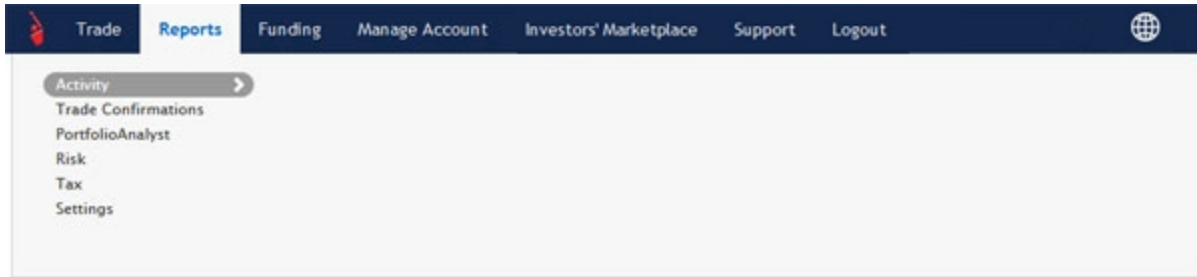 Trade Reports Funding Manage Account Investors' Marketplace Support Logout
Activity
Trade Confirmations
PortfolioAnalyst
Risk
Tax
Settings